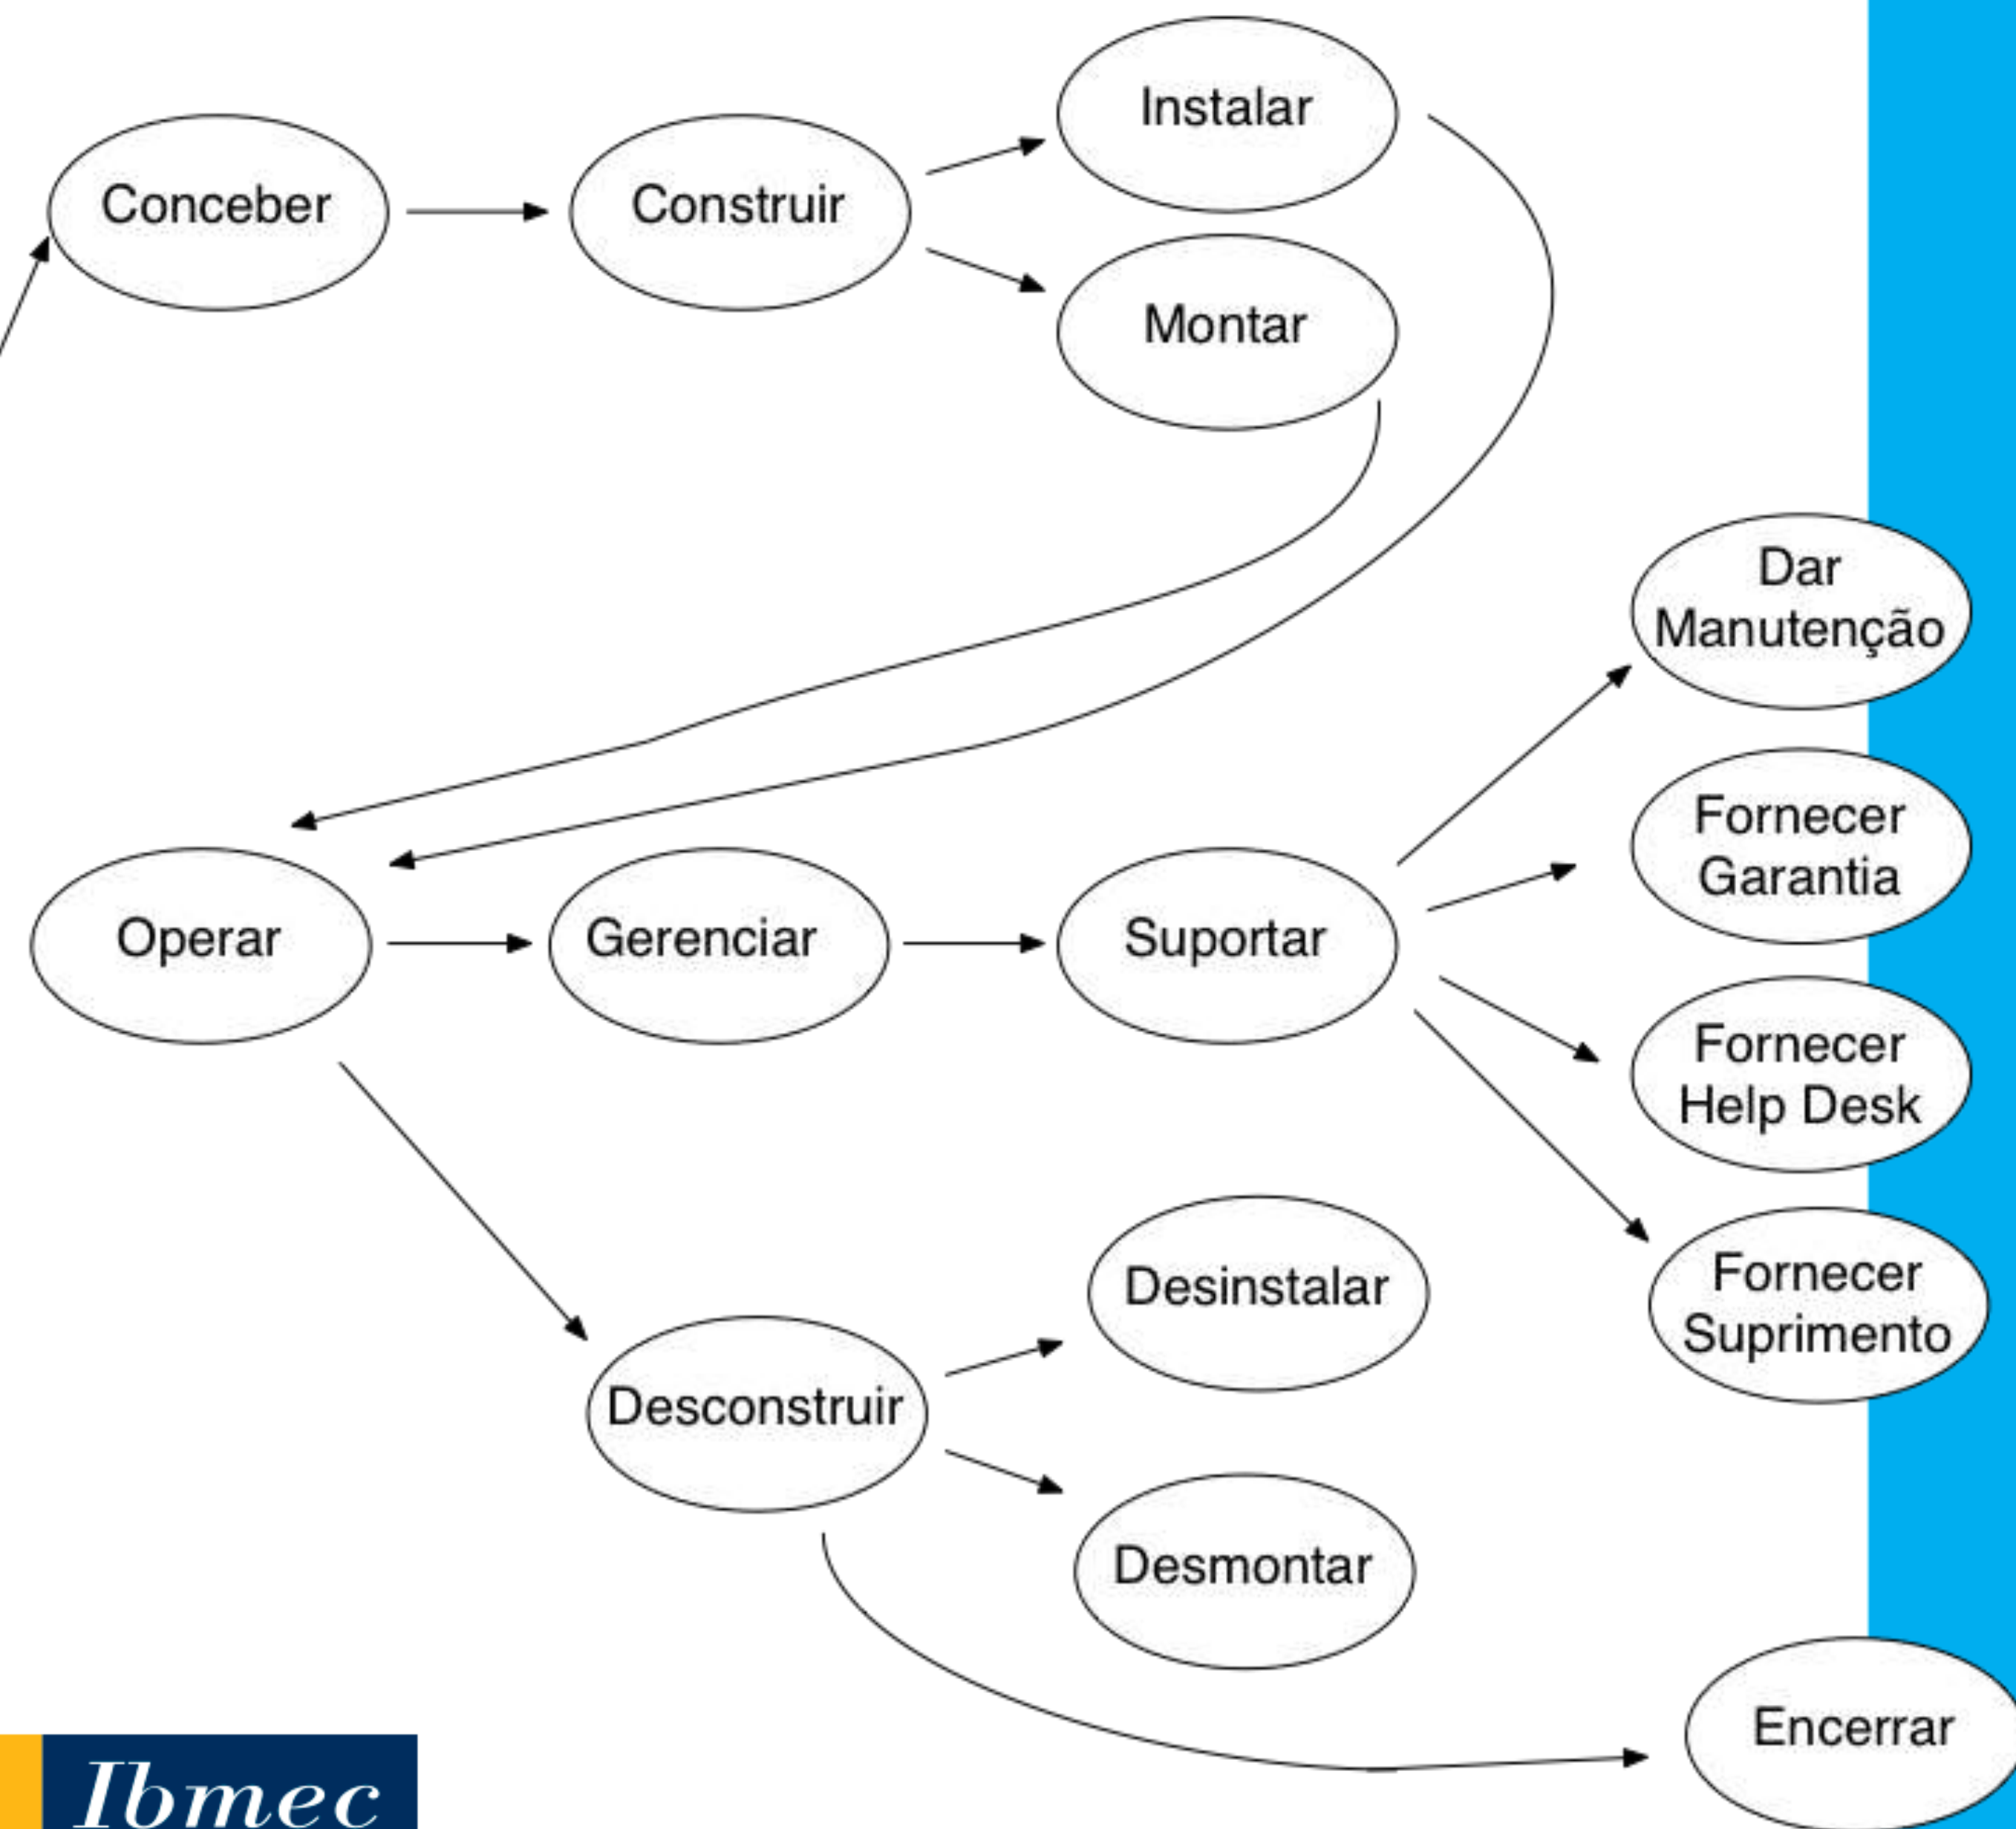 Instalar
Conceber
Construir
Montar
Dar
Manutenção
Fornecer
Garantia
Operar
Gerenciar
Suportar
Fornecer
Help Desk
Desinstalar
Fornecer
Suprimento
Desconstruir
Desmontar
Encerrar
Ibmec